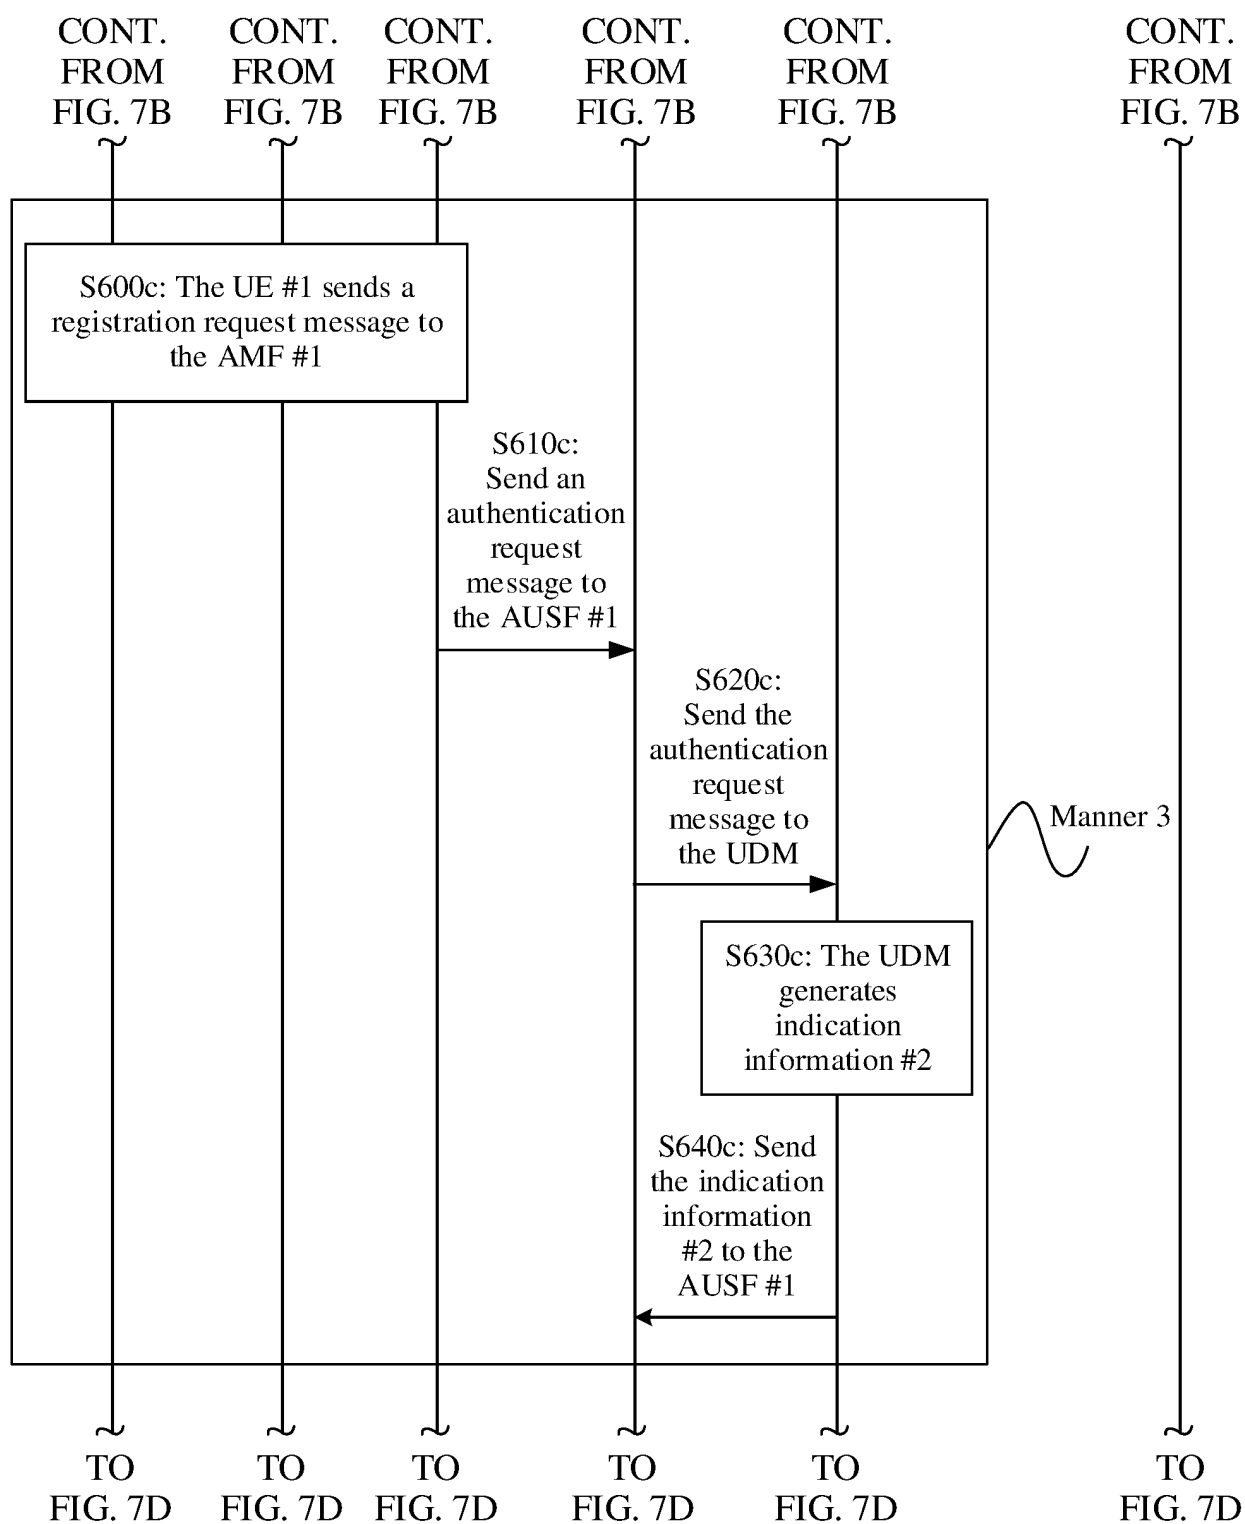 CONT. CONT. CONT. CONT. CONT. CONT.
FROM FROM FROM FROM FROM FROM
FIG. 7B FIG. 7B FIG. 7B FIG. 7B FIG. 7B FIG. 7B
S600c: The UE #1 sends a
registration request message to
the AMF #1
S610c:
Send an
authentication
request
message to
the AUSF #1
S620c:
Send the
authentication
request
message to
the UDM
Manner 3
S630c: The UDM
generates
indication
information #2
S640c: Send
the indication
information
#2 to the
AUSF #1
TO TO TO TO TO TO
FIG. 7D FIG. 7D FIG. 7D FIG. 7D FIG. 7D FIG. 7D